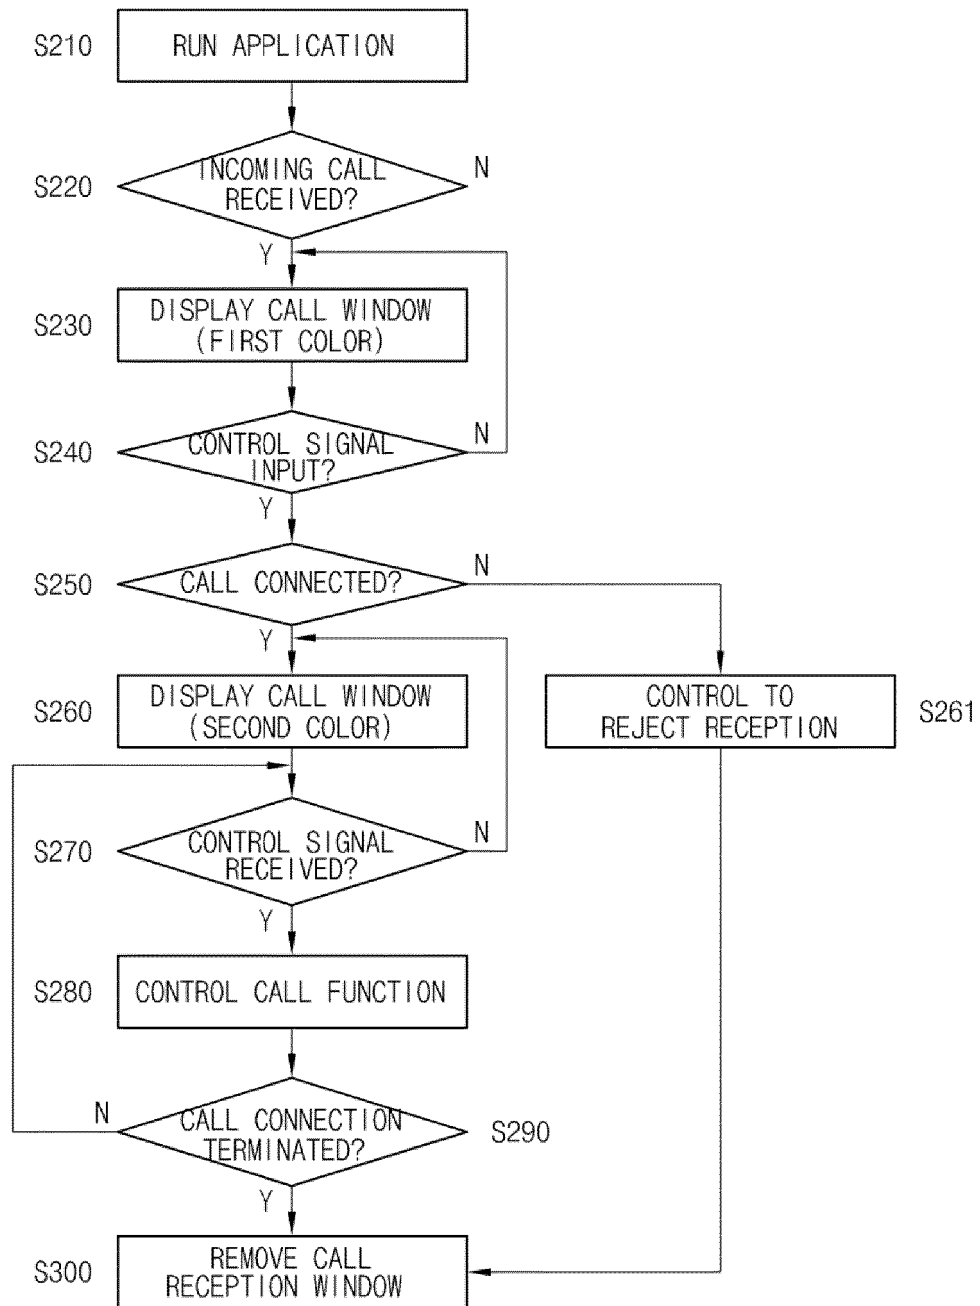 S210
RUN APPLICATION
INCOMING CALL
RECEIVED?
N
S220
Y
S230
DISPLAY CALL WINDOW
(FIRST COLOR)
S240
CONTROL SIGNAL
INPUT?
N
Y
S250
CALL CONNECTED?
N
Y
S260
DISPLAY CALL WINDOW
(SECOND COLOR)
CONTROL TO
REJECT RECEPTION
S261
S270
CONTROL SIGNAL
RECEIVED?
N
Y
S280
CONTROL CALL FUNCTION
N
CALL CONNECTION
TERMINATED?
S290
Y
S300
REMOVE CALL
RECEPTION WINDOW